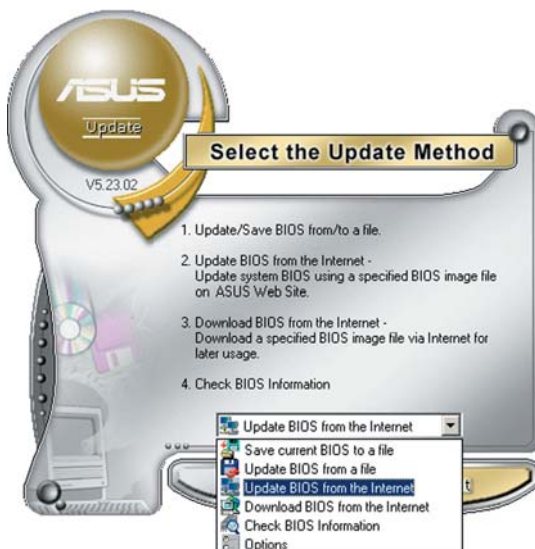 ASUS
Update
V5.23.02
Select the Update Method
1. Update/Save BIOS from/to a file.
2. Update BIOS from the Internet -
Update system BIOS using a specified BIOS image file
on ASUS Web Site.
3. Download BIOS from the Internet -
Download a specified BIOS image file via Internet for
later usage.
4. Check BIOS Information
Update BIOS from the Internet
Save current BIOS to a file
Update BIOS from a file
Update BIOS from the Internet
Download BIOS from the Internet
Check BIOS Information
Options